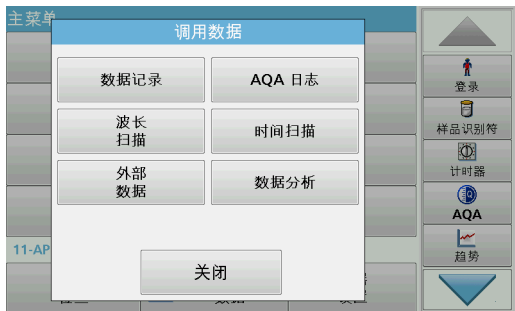 主菜单
调用数据
数据记录
AQA 日志
波长
扫描
时间扫描
外部
数据
数据分析
关闭
11-AP
登录
样品识别符
计时器
AQA
趋势